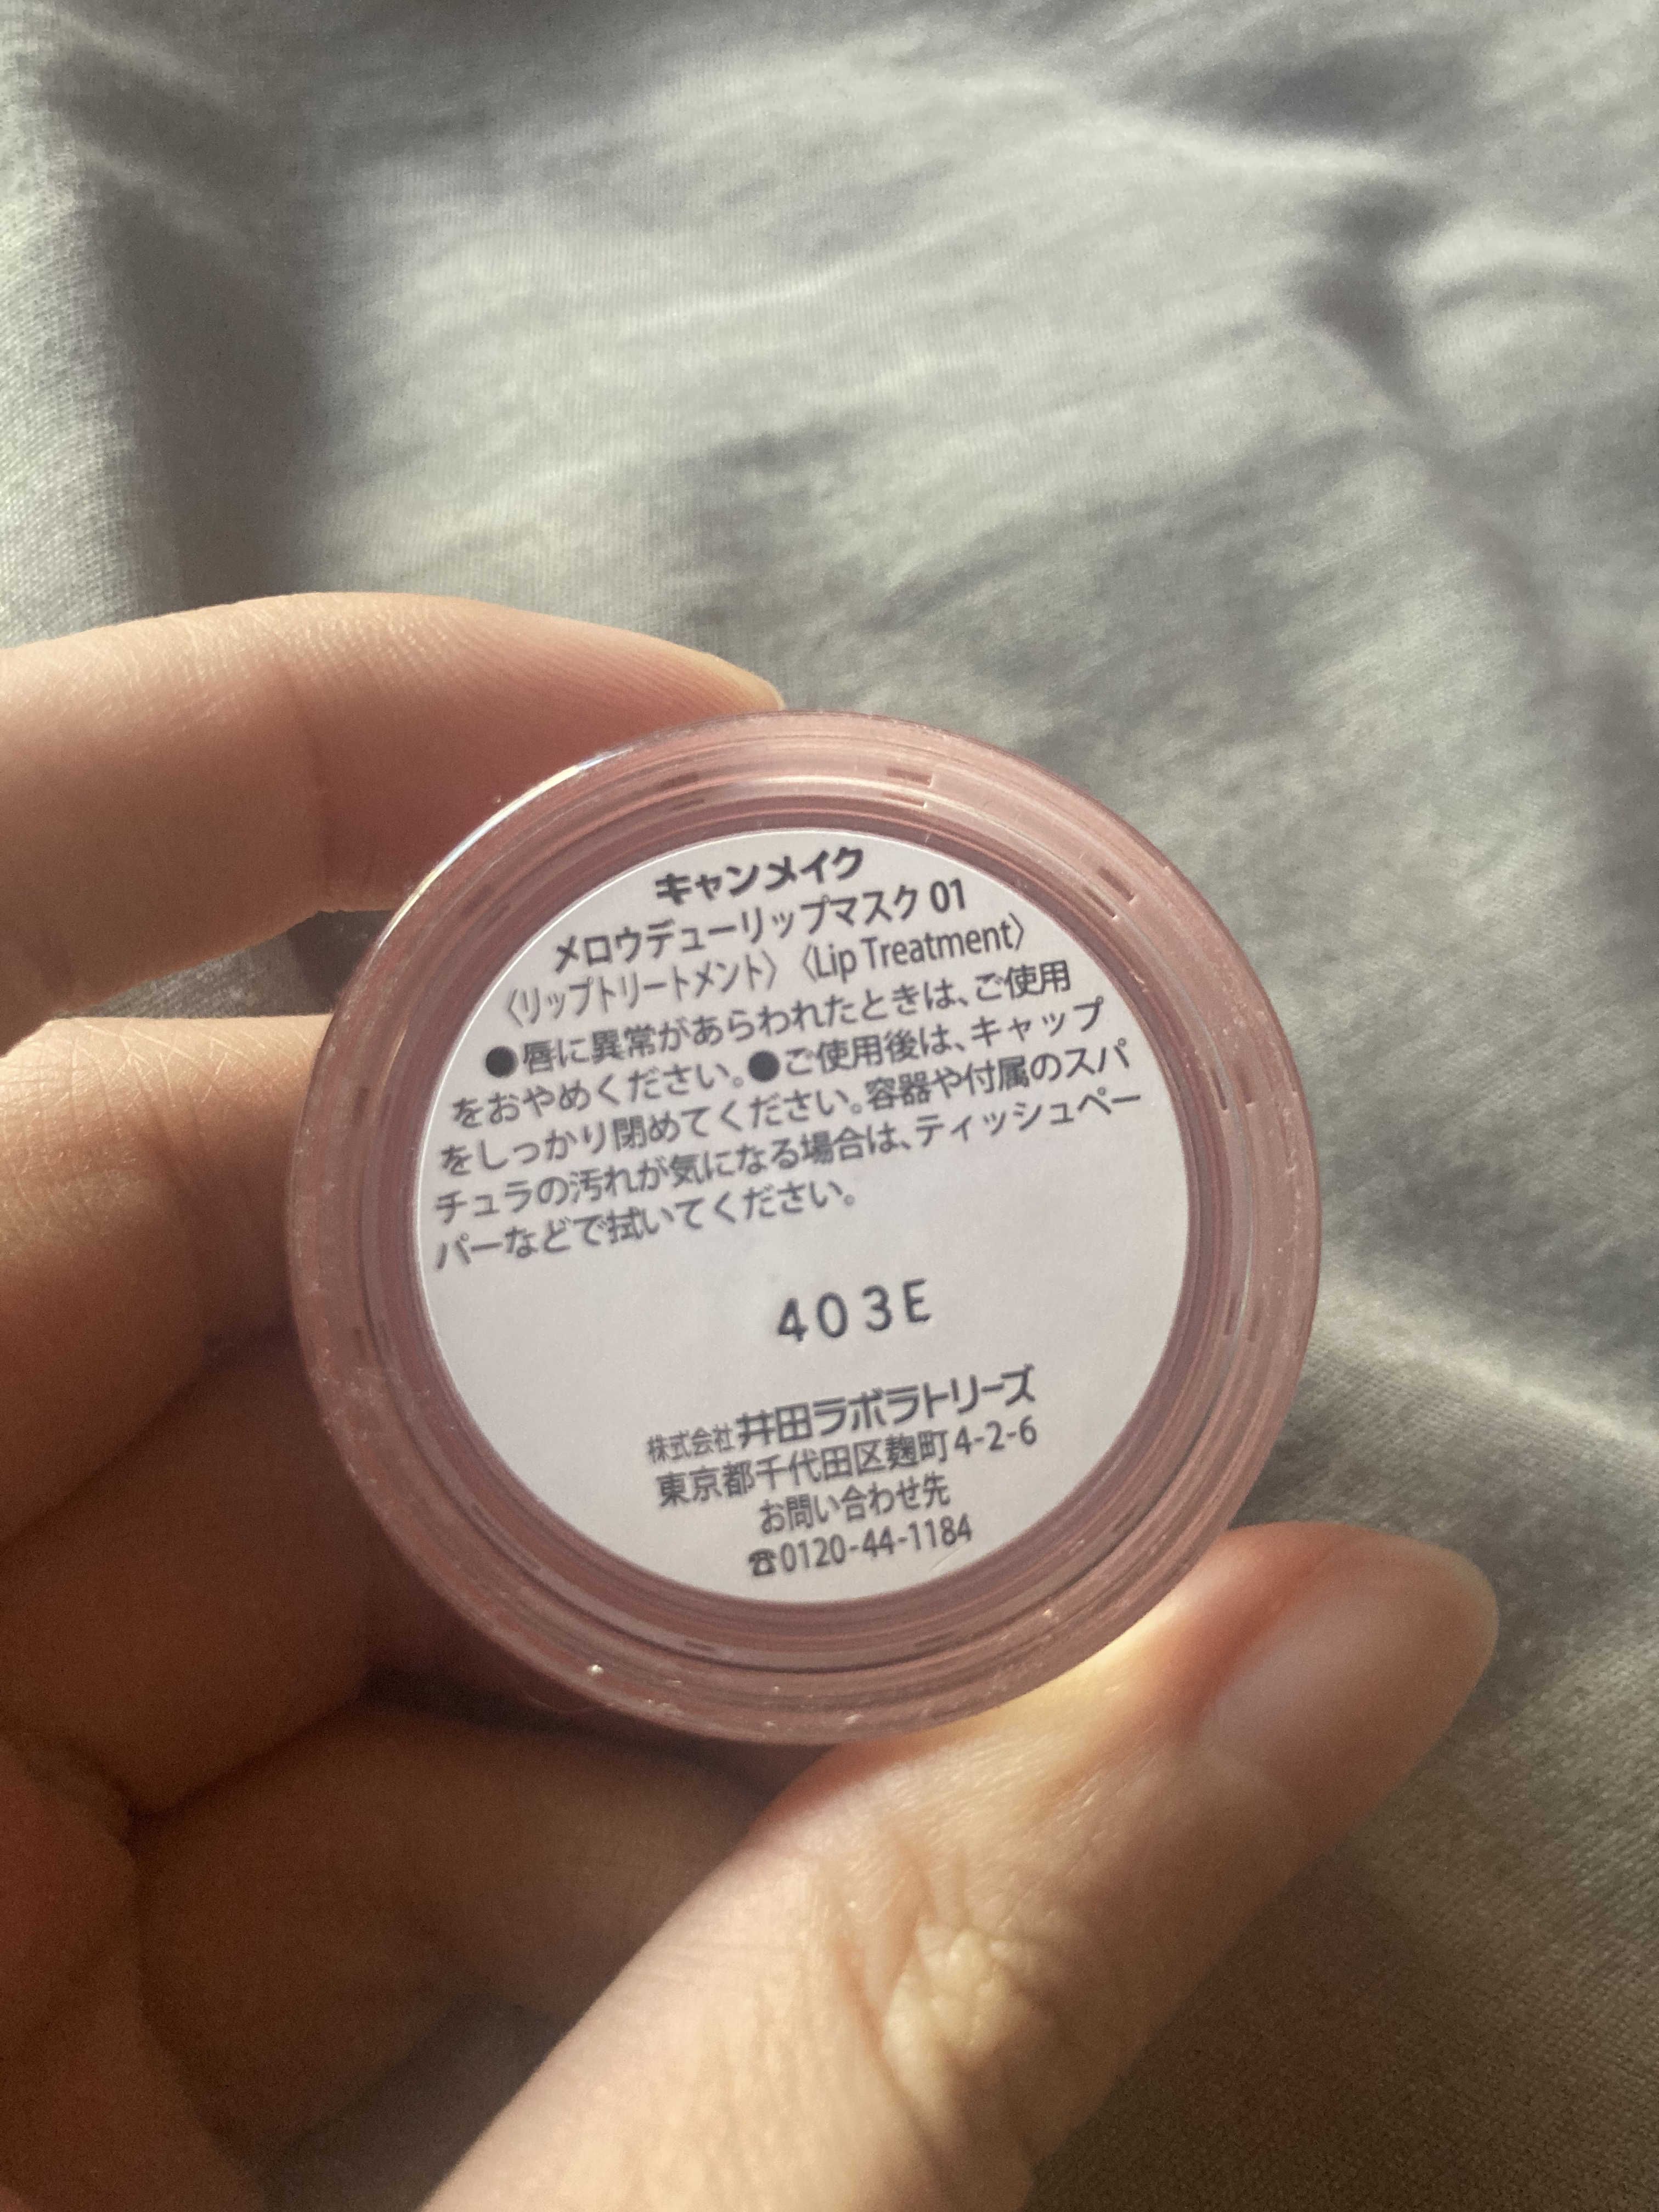 キャンメイク
メロウデューリップマスク 01
〈リップトリートメント〉〈Lip Treatment〉
●唇に異常があらわれたときは、ご使用
をおやめください。●ご使用後は、キャップ
をしっかり閉めてください。容器や付属のスパ
チュラの汚れが気になる場合は、ティッシュペー
パーなどで拭いてください。
403E
株式会社井田ラボラトリーズ
東京都千代田区麹町4-2-6
お問い合わせ先
☎0120-44-1184